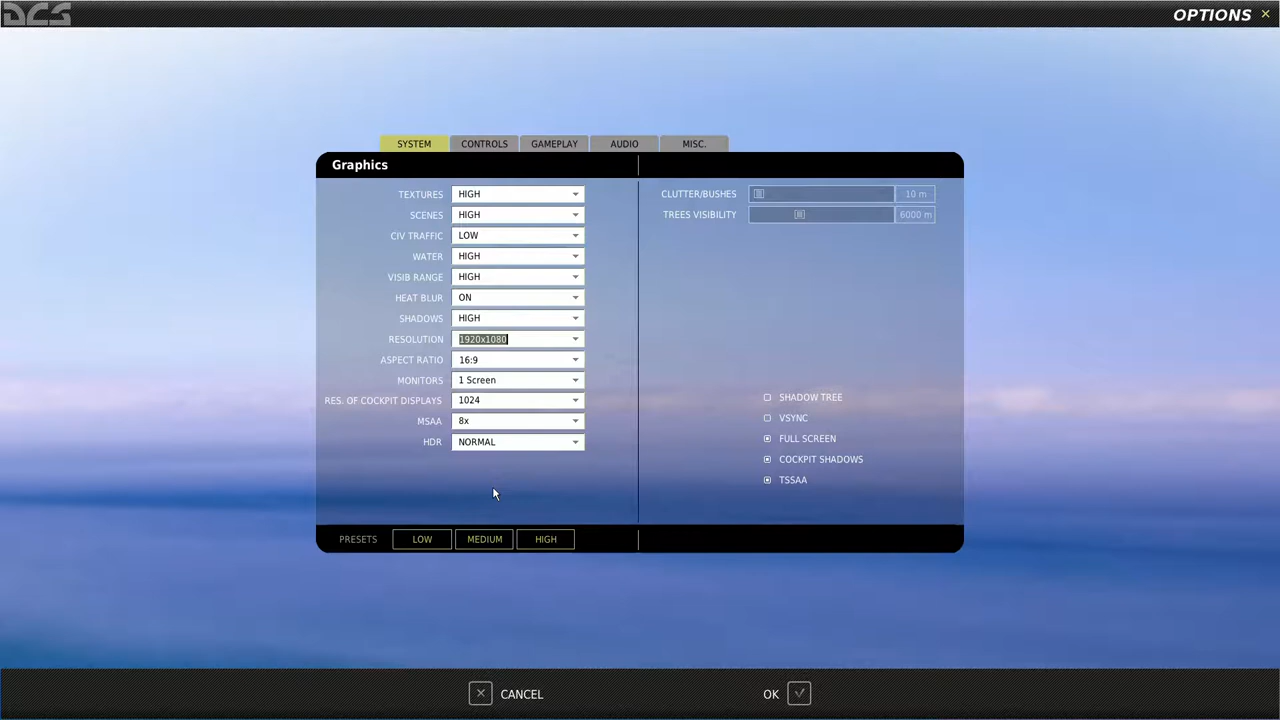 DCS
OPTIONS
SYSTEM CONTROLS GAMEPLAY AUDIO MISC.
Graphics
TEXTURES HIGH
SCENES HIGH
CIV TRAFFIC LOW
WATER HIGH
VISIB RANGE HIGH
HEAT BLUR ON
SHADOWS HIGH
RESOLUTION 1920x1080
ASPECT RATIO 16:9
MONITORS 1 Screen
RES. OF COCKPIT DISPLAYS 1024
MSAA 8x
HDR NORMAL
CLUTTER/BUSHES 10 m
TREES VISIBILITY 6000 m
SHADOW TREE
VSYNC
FULL SCREEN
COCKPIT SHADOWS
TSSAA
PRESETS LOW MEDIUM HIGH
CANCEL OK